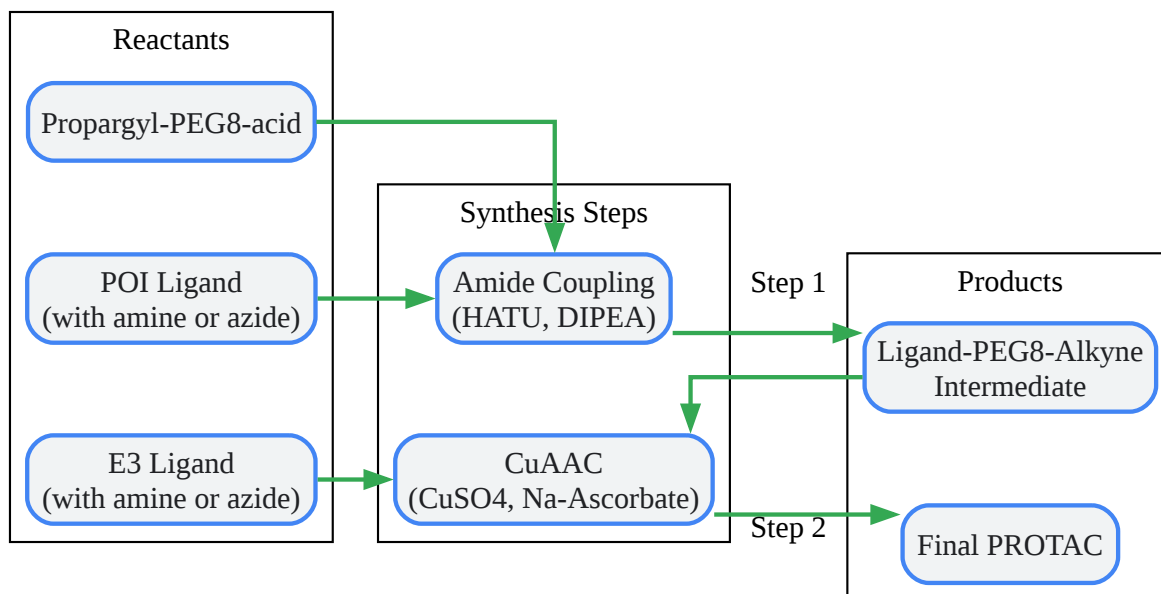 Reactants
Propargyl-PEG8-acid
POI Ligand
(with amine or azide)
E3 Ligand
(with amine or azide)
Synthesis Steps
Amide Coupling
(HATU, DIPEA)
CuAAC
(CuSO4, Na-Ascorbate)
Step 1
Step 2
Products
Ligand-PEG8-Alkyne
Intermediate
Final PROTAC